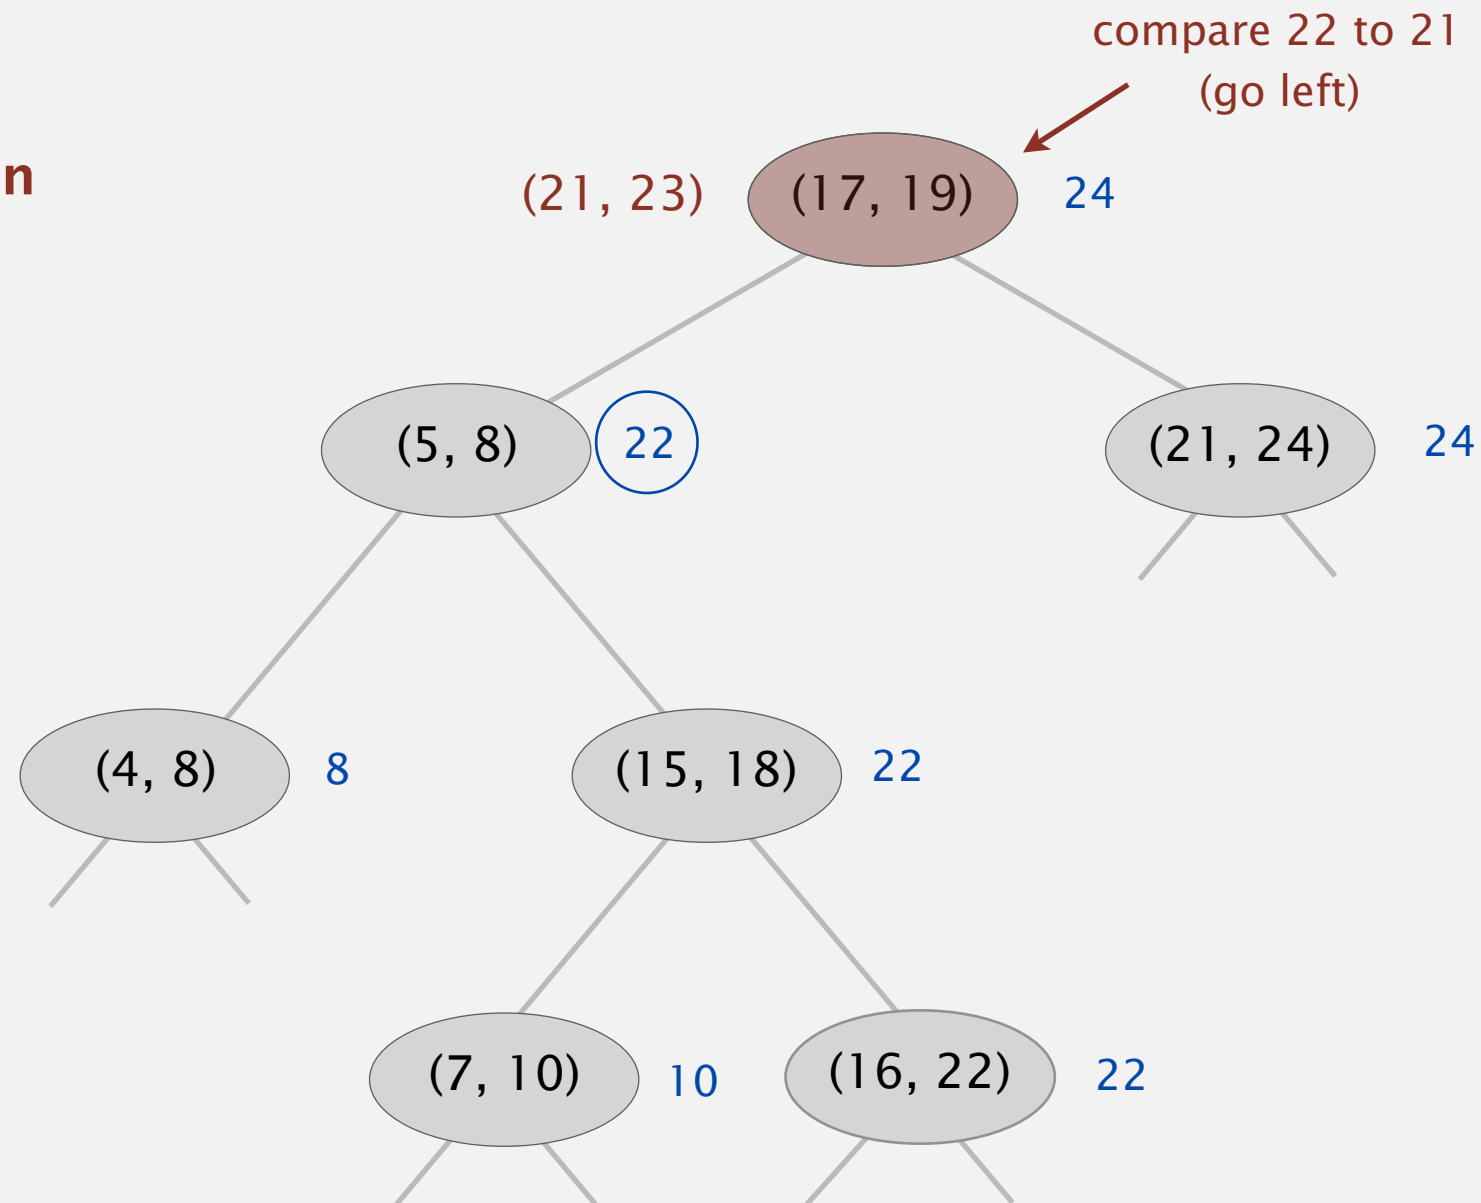 compare 22 to 21
(go left)
n
(21, 23) (17, 19) 24
(5, 8) 22 (21, 24) 24
(4, 8) 8 (15, 18) 22
(7, 10) 10 (16, 22) 22